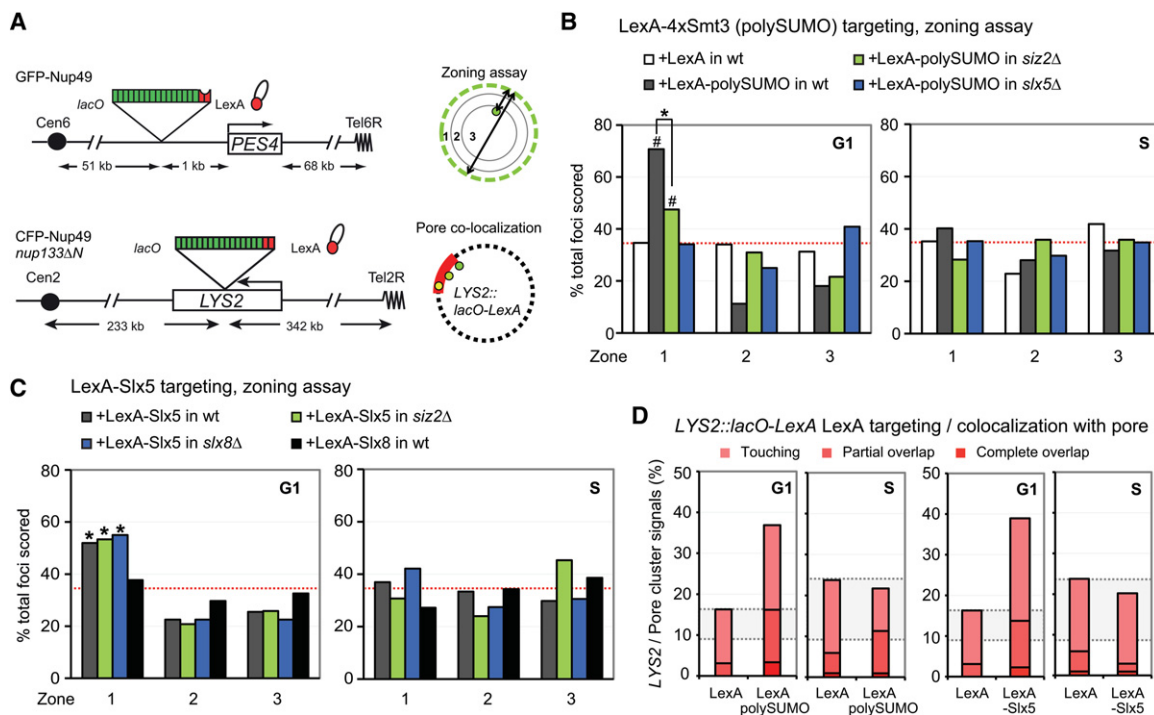 A
GFP-Nup49
lacO
LexA
Cen6
PES4
Tel6R
51 kb
1 kb
68 kb
Zoning assay
1 2 3
CFP-Nup49
nup133ΔN
lacO
LexA
Cen2
LYS2
Tel2R
233 kb
342 kb
Pore co-localization
LYS2::
lacO-LexA
B
LexA-4xSmt3 (polySUMO) targeting, zoning assay
+LexA in wt
+LexA-polySUMO in siz2Δ
+LexA-polySUMO in wt
+LexA-polySUMO in slx5Δ
% total foci scored
80
60
40
20
0
G1
*
#
#
S
Zone 1 2 3
1 2 3
C
LexA-Slx5 targeting, zoning assay
+LexA-Slx5 in wt
+LexA-Slx5 in siz2Δ
+LexA-Slx5 in slx8Δ
+LexA-Slx8 in wt
% total foci scored
80
60
40
20
0
G1
* * *
S
Zone 1 2 3
1 2 3
D
LYS2::lacO-LexA LexA targeting / colocalization with pore
Touching Partial overlap Complete overlap
LYS2 / Pore cluster signals (%)
50
40
30
20
10
0
G1
S
LexA LexA
polySUMO
LexA LexA
polySUMO
50
40
30
20
10
0
G1
S
LexA LexA
-Slx5
LexA LexA
-Slx5